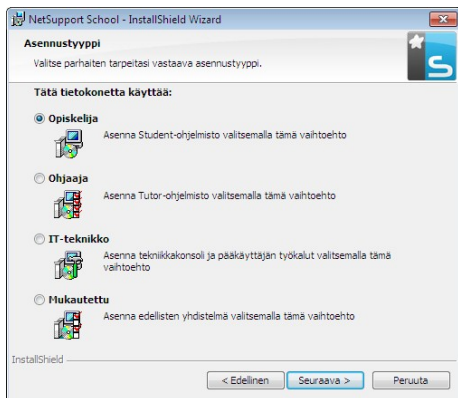 NetSupport School - InstallShield Wizard
Asennustyyppi
Valitse parhaiten tarpeitasi vastaava asennustyyppi.
S
Tätä tietokonetta käyttää:
Opiskelija
Asenna Student-ohjelmisto valitsemalla tämä vaihtoehto
Ohjaaja
Asenna Tutor-ohjelmisto valitsemalla tämä vaihtoehto
IT-teknikko
Asenna tekniikkakonsoli ja pääkäyttäjän työkalut valitsemalla tämä
vaihtoehto
Mukautettu
Asenna edellisten yhdistelmä valitsemalla tämä vaihtoehto
InstallShield
< Edellinen Seuraava > Peruuta